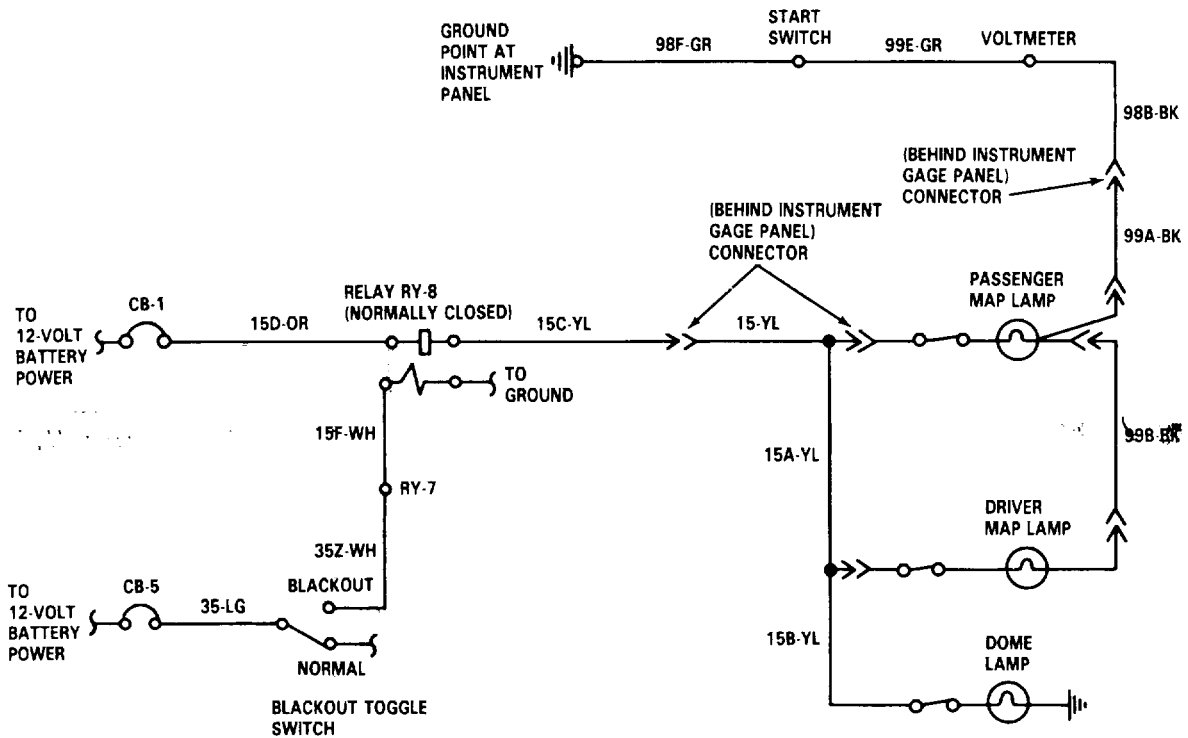 GROUND
POINT AT
INSTRUMENT
PANEL
98F-GR
START
SWITCH
99E-GR
VOLTMETER
98B-BK
(BEHIND INSTRUMENT
GAGE PANEL)
CONNECTOR
99A-BK
(BEHIND INSTRUMENT
GAGE PANEL)
CONNECTOR
PASSENGER
MAP LAMP
TO
12-VOLT
BATTERY
POWER
CB-1
15D-OR
RELAY RY-8
(NORMALLY CLOSED)
15C-YL
15-YL
TO
GROUND
15F-WH
RY-7
35Z-WH
15A-YL
99B-BK
DRIVER
MAP LAMP
TO
12-VOLT
BATTERY
POWER
CB-5
35-LG
BLACKOUT
NORMAL
BLACKOUT TOGGLE
SWITCH
15B-YL
DOME
LAMP